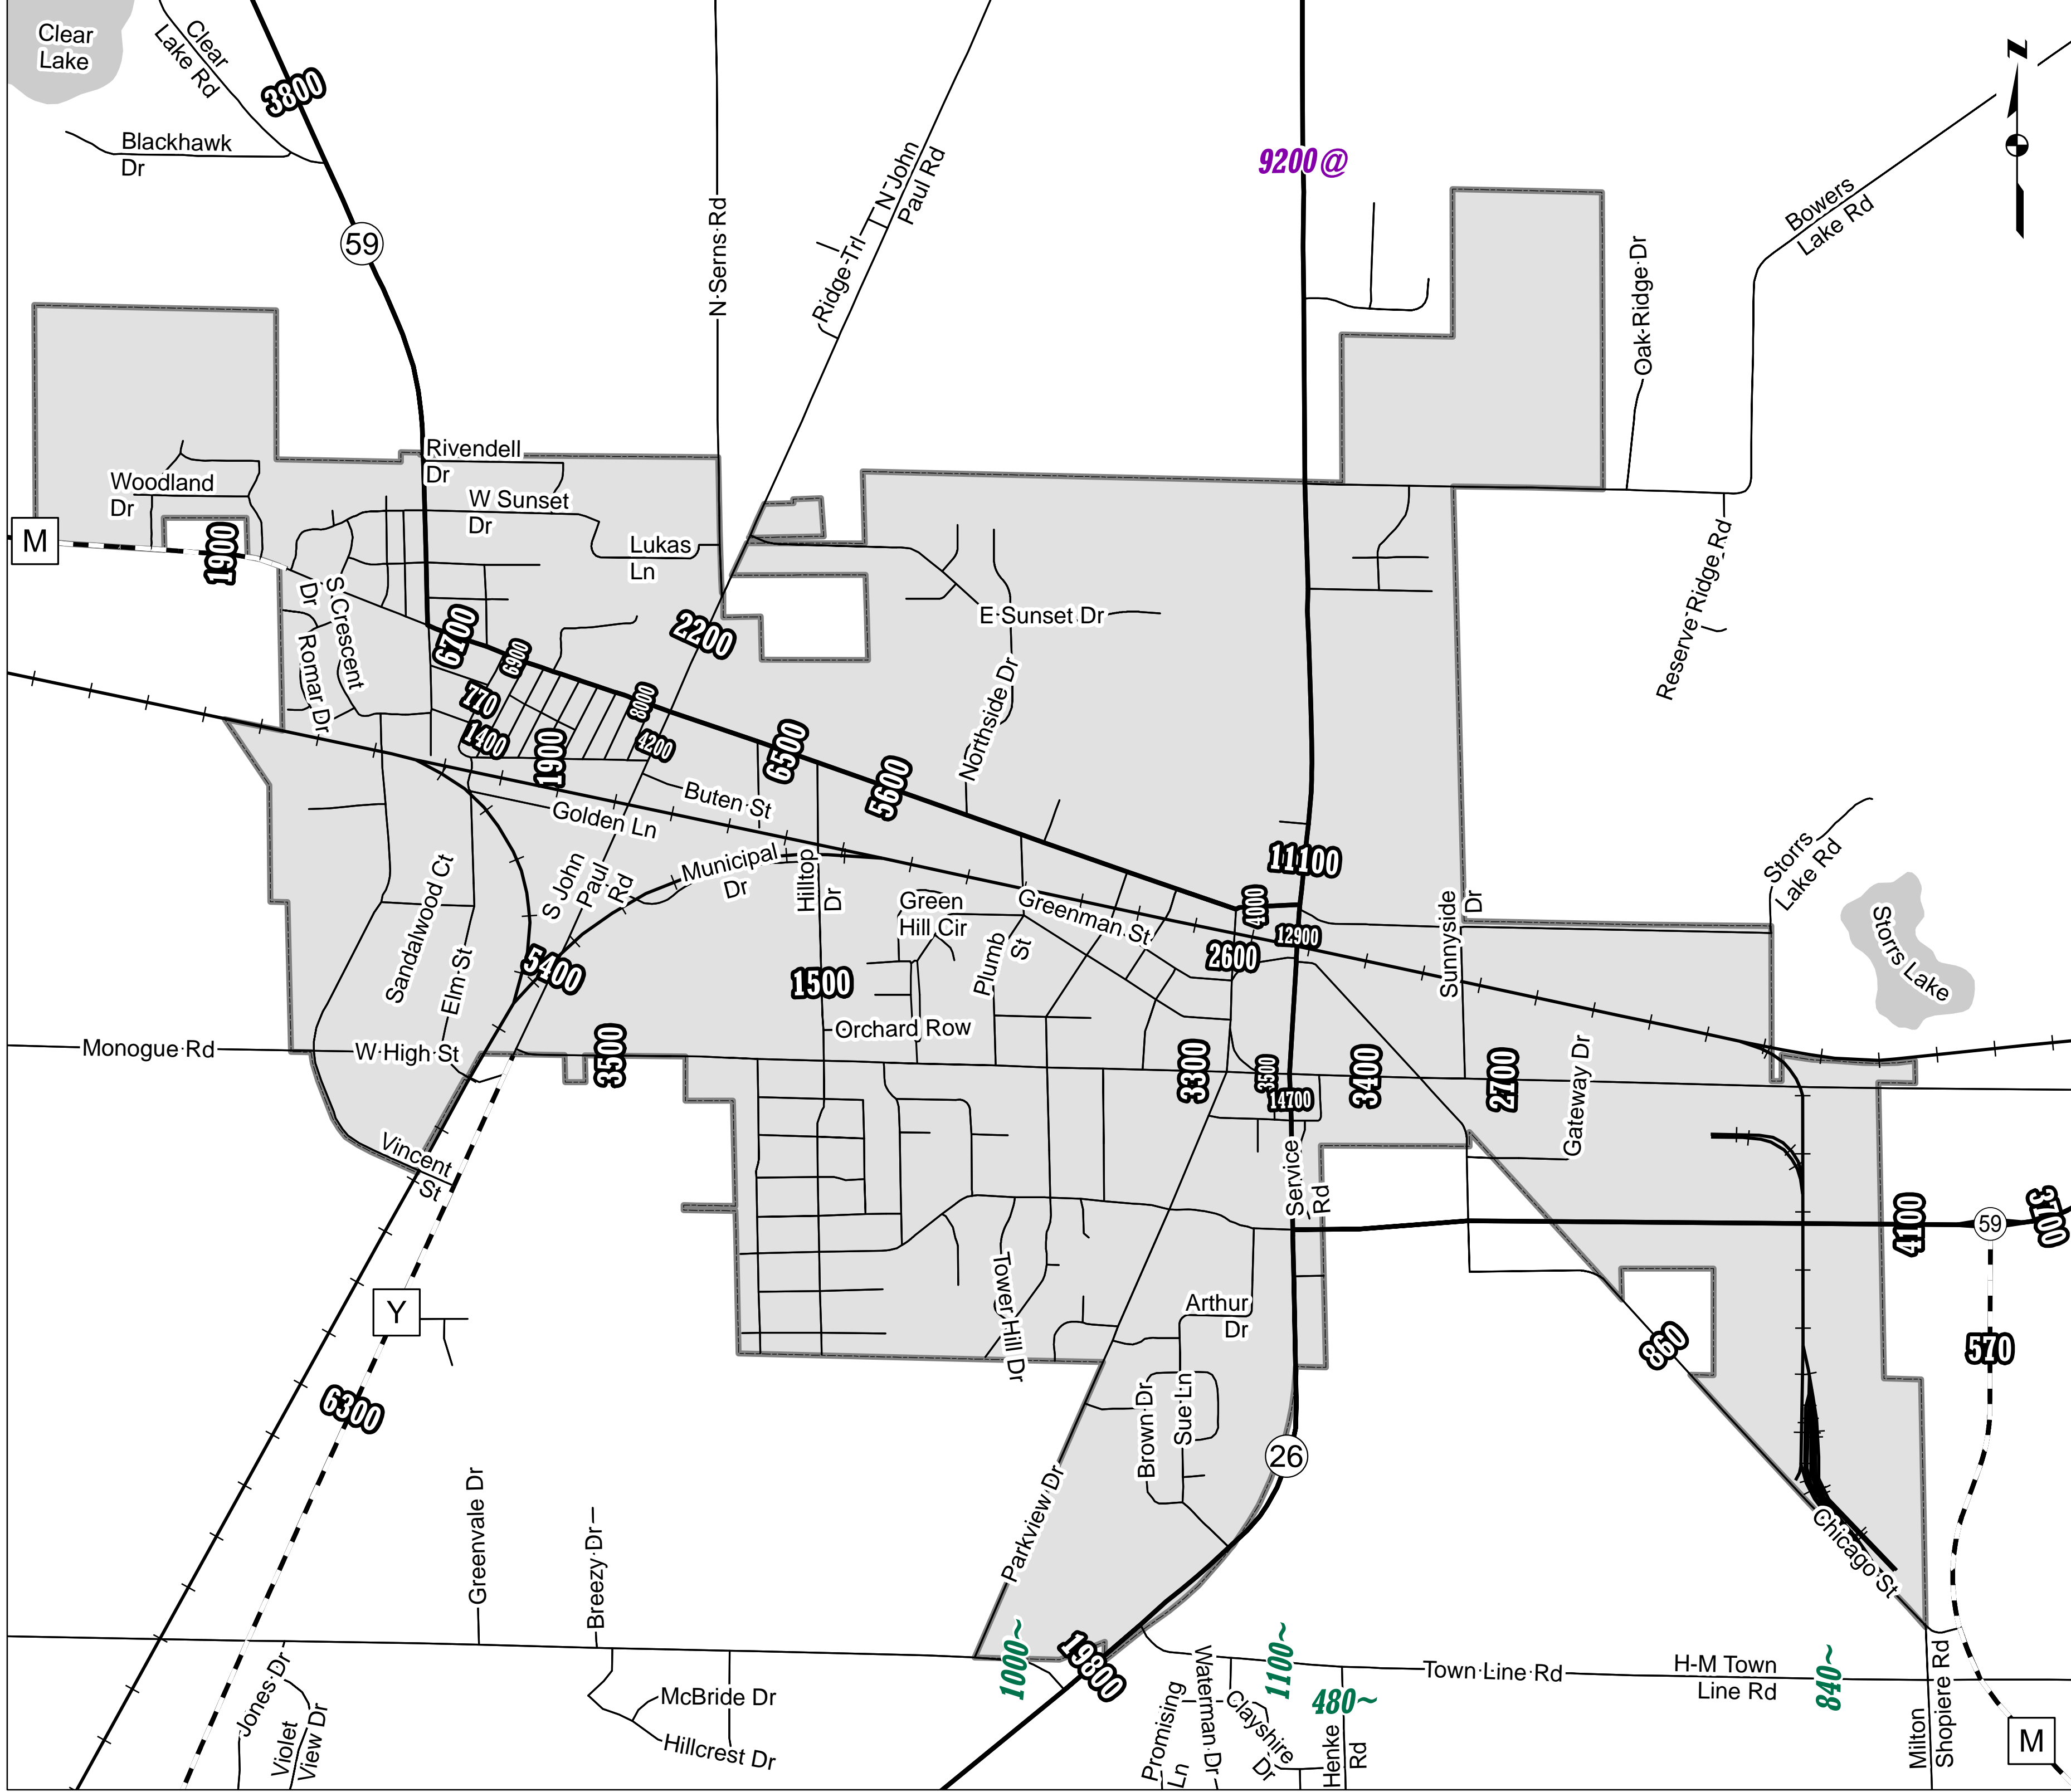 Clear
Lake
Clear
Lake Rd
3800
Blackhawk
Dr
59
N Serns Rd
N John
Paul Rd
Ridge Trl
9200@
Z
Bowers
Lake Rd
Oak Ridge Dr
Rivendell
Dr
Woodland
Dr
W Sunset
Dr
Lukas
Ln
M
1900
S Crescent
Dr
Romar Dr
6700
6900
770
1400
1900
8000
4200
2200
E Sunset Dr
Northside Dr
Reserve Ridge Rd
6500
5600
Buten St
Golden Ln
Municipal
Dr
S John
Paul
Rd
Hilltop
Dr
Sandalwood Ct
Elm St
5400
1500
Green
Hill Cir
Plumb
St
Greenman St
Orchard Row
11100
4000
12900
2600
Sunnyside
Dr
Storrs
Lake Rd
Storrs Lake
Monogue Rd
W High St
3500
3300
3500
14700
3400
2700
Gateway Dr
Vincent
St
Service
Rd
4100
59
3700
Y
6300
Tower Hill Dr
Arthur
Dr
Brown Dr
Sue Ln
26
860
570
Greenvale Dr
Breezy Dr
Parkview Dr
Chicago St
1000~
19800
1100~
480~
840~
Town Line Rd
H-M Town
Line Rd
Jones Dr
Violet
View Dr
McBride Dr
Hillcrest Dr
Promising
Ln
Waterman Dr
Clayshire
Dr
Henke
Rd
Milton
Shopiere Rd
M